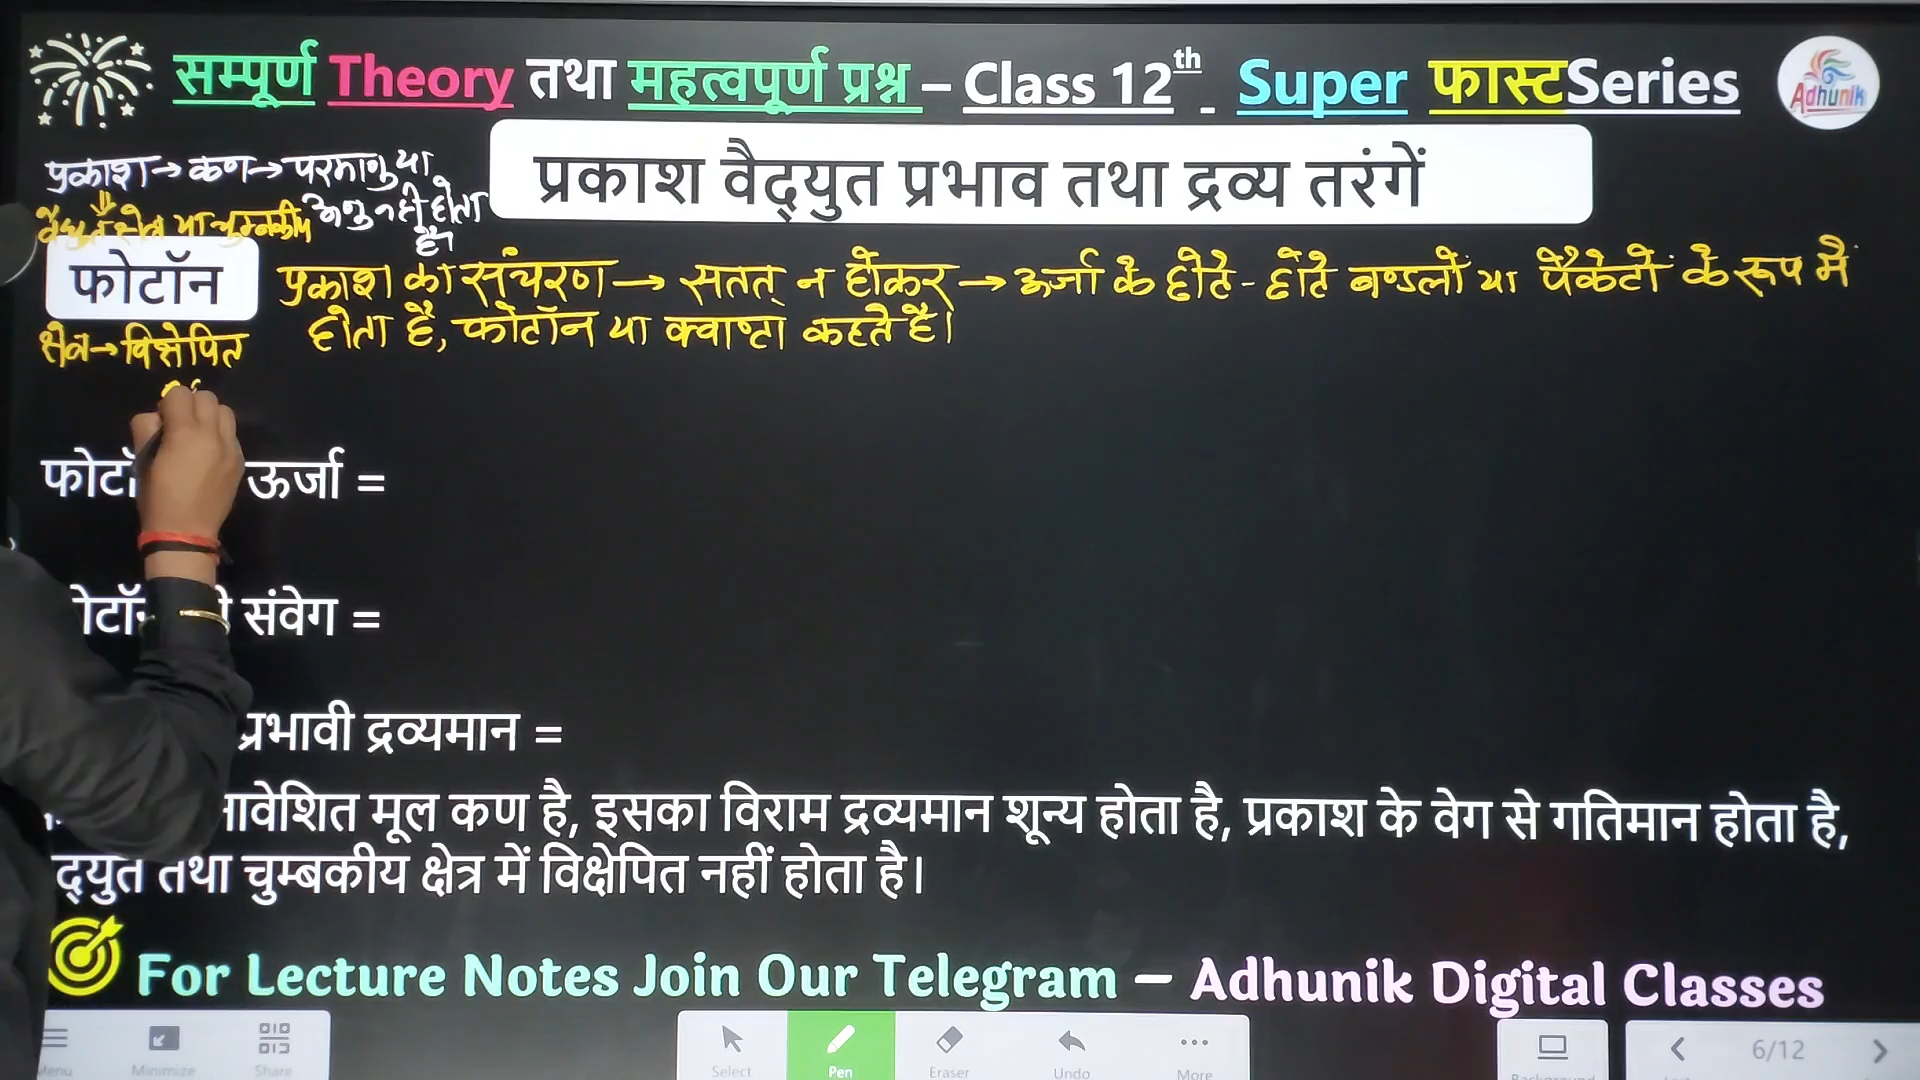 सम्पूर्ण Theory तथा महत्वपूर्ण प्रश्न – Class 12th - Super फास्टSeries
Adhunik
प्रकाश वैद्युत प्रभाव तथा द्रव्य तरंगें
प्रकाश → कण → परमाणु या
अणु नहीं होता
है।
वैद्युत क्षेत्र या चुम्बकीय
फोटॉन
प्रकाश का संचरण → सतत् न होकर → ऊर्जा के छोटे - छोटे बण्डलों या पैकेटों के रूप में
होता है, फोटॉन या क्वाण्टा कहते है।
क्षेत्र → विक्षेपित
ऊर्जा =
संवेग =
प्रभावी द्रव्यमान =
मूल कण है, इसका विराम द्रव्यमान शून्य होता है, प्रकाश के वेग से गतिमान होता है,
द्युत तथा चुम्बकीय क्षेत्र में विक्षेपित नहीं होता है।
For Lecture Notes Join Our Telegram – Adhunik Digital Classes
Menu Minimize Share Select Pen Eraser Undo More 6/12